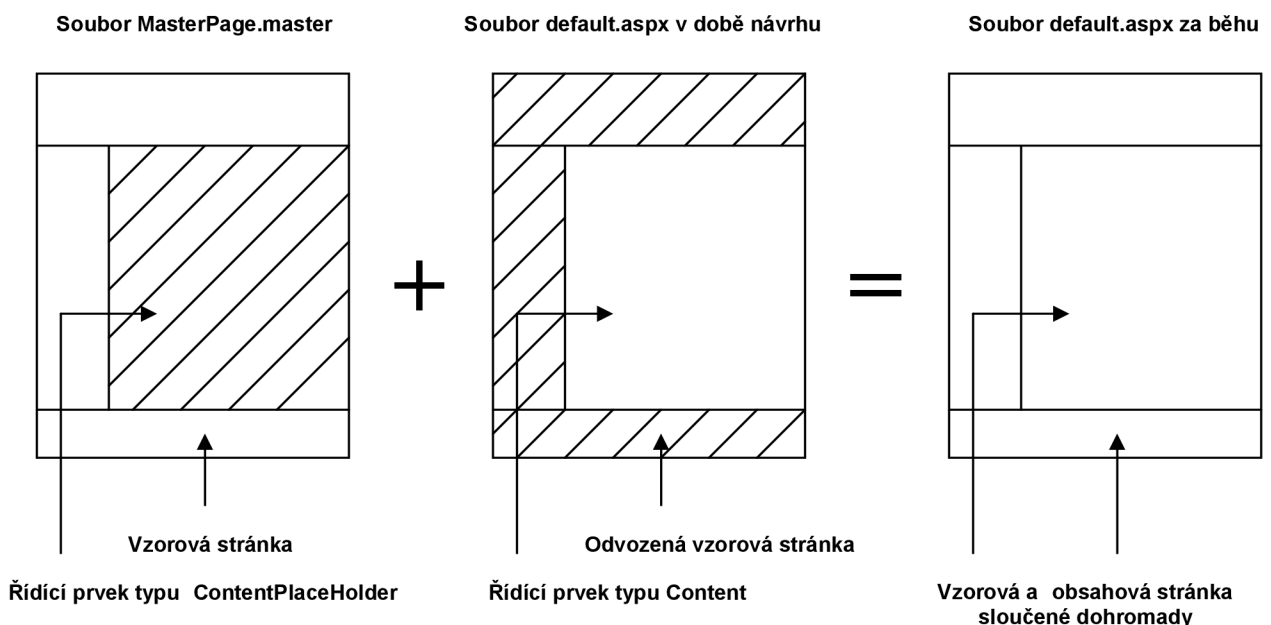 Soubor MasterPage.master
Soubor default.aspx v době návrhu
Soubor default.aspx za běhu
+
=
Vzorová stránka
Odvozená vzorová stránka
Řídící prvek typu ContentPlaceHolder
Řídící prvek typu Content
Vzorová a obsahová stránka
sloučené dohromady